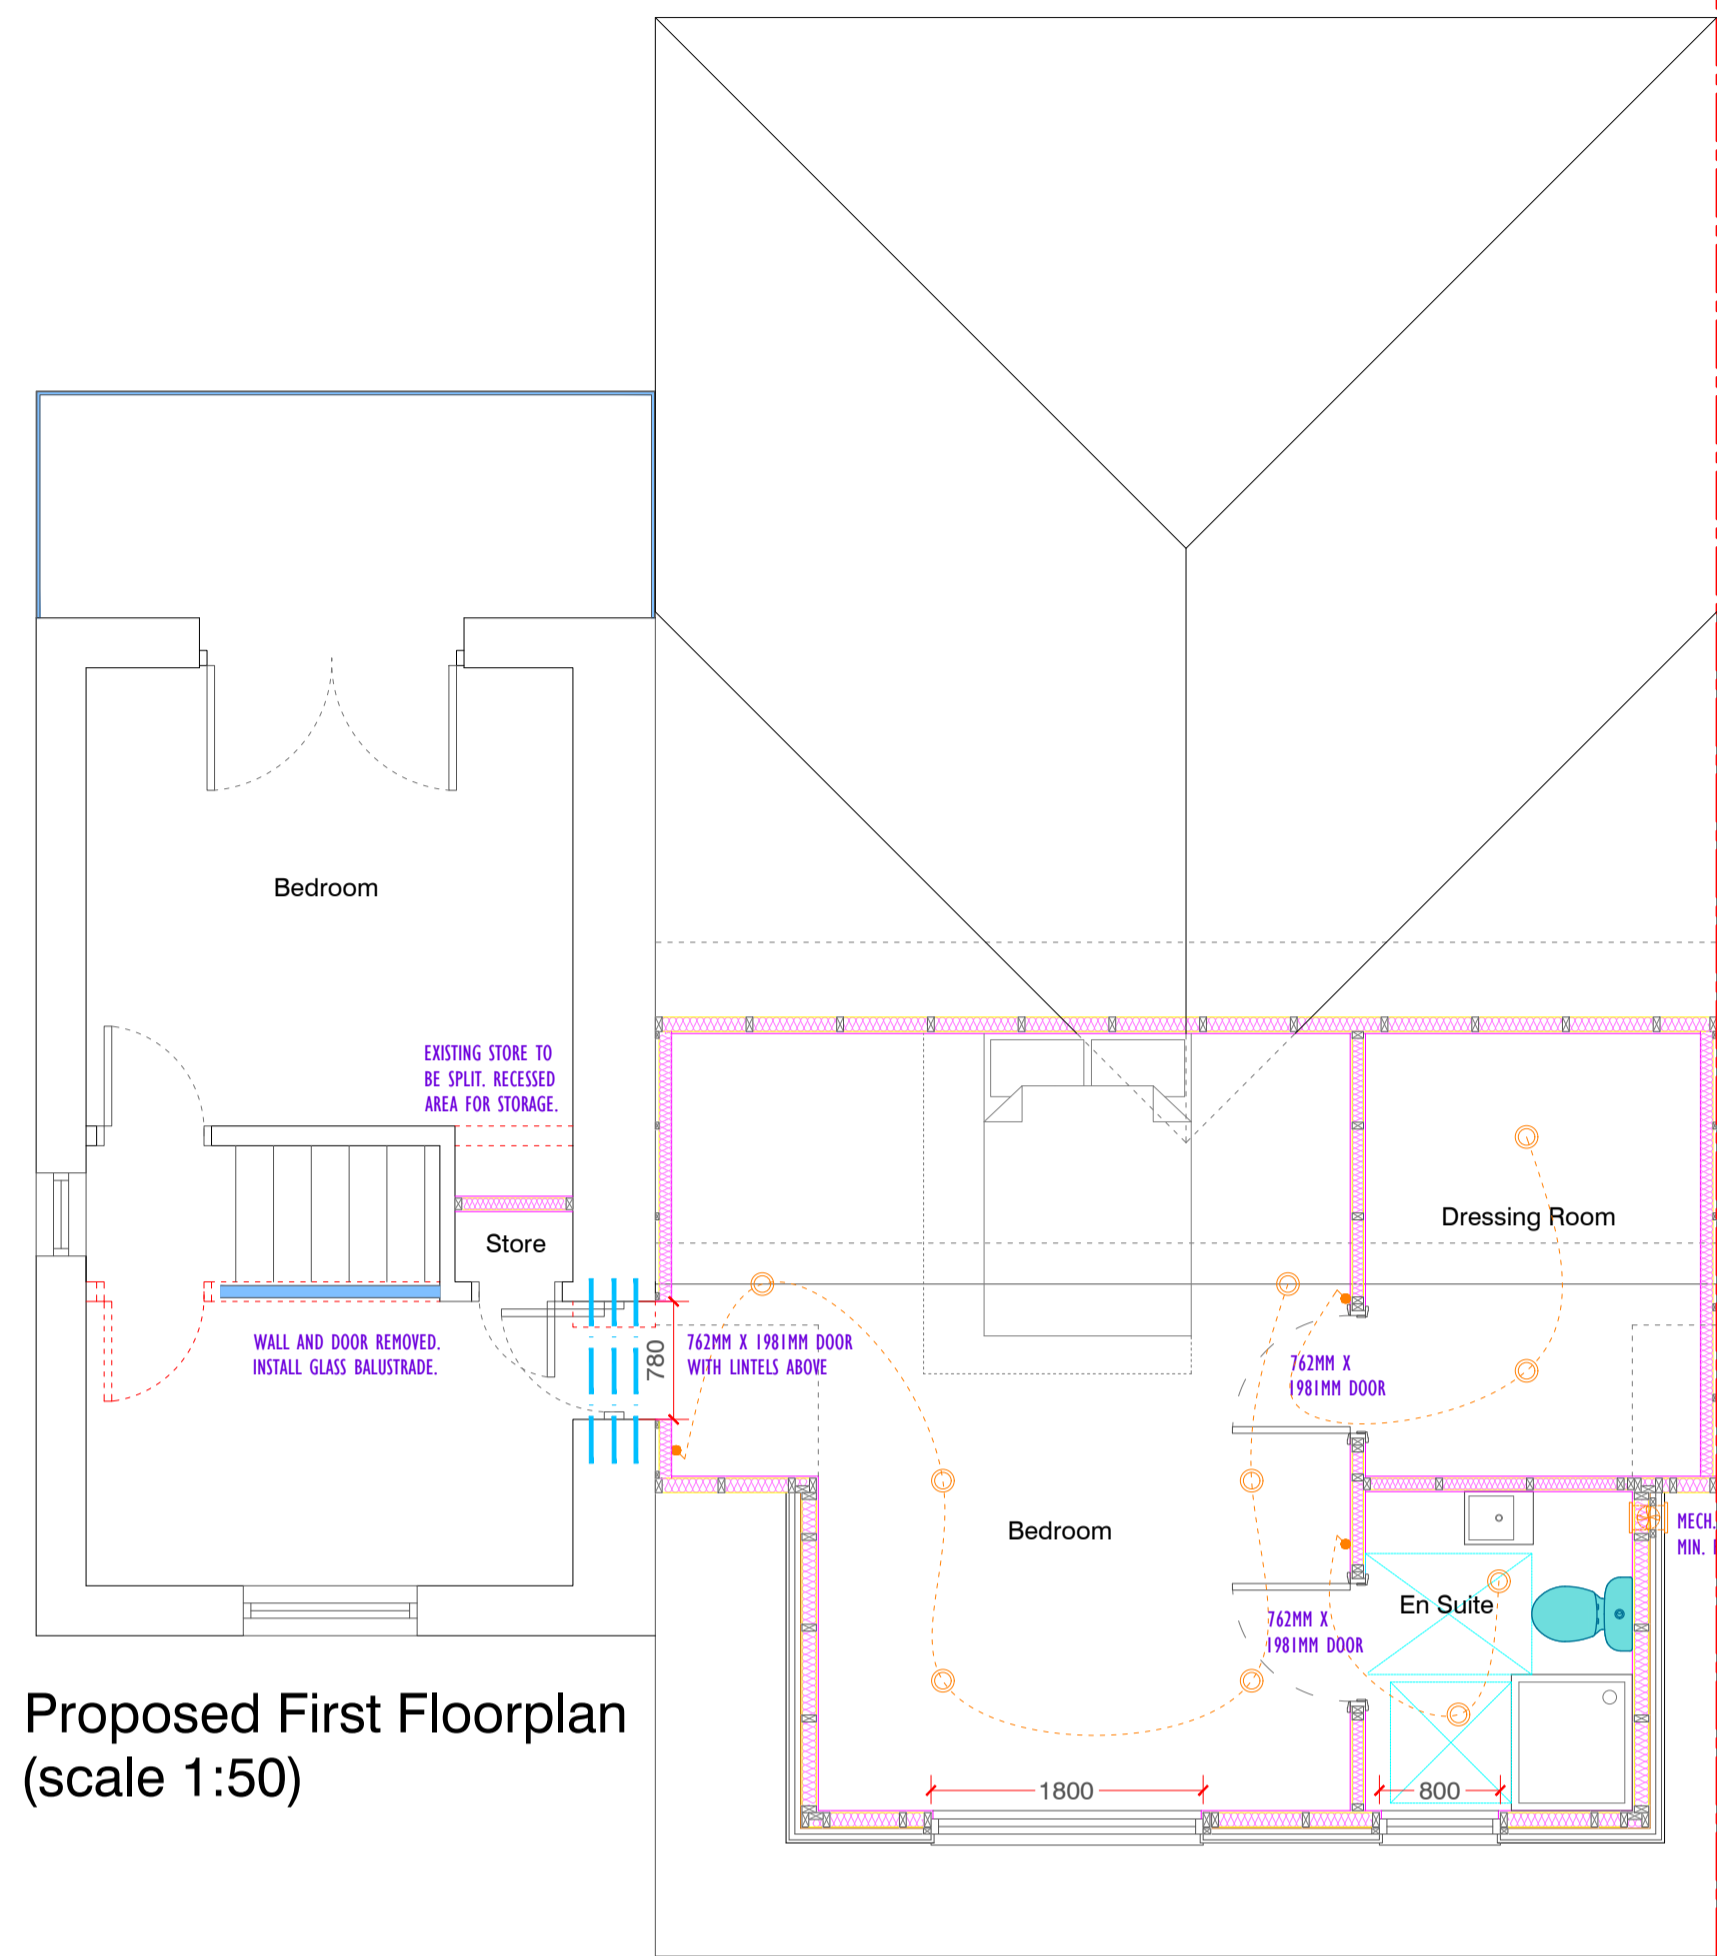 Bedroom
EXISTING STORE TO
BE SPLIT. RECESSED
AREA FOR STORAGE.
Store
WALL AND DOOR REMOVED.
INSTALL GLASS BALUSTRADE.
780
762MM X 1981MM DOOR
WITH LINTELS ABOVE
Dressing Room
762MM X
1981MM DOOR
Bedroom
MECH.
MIN.
En Suite
762MM X
1981MM DOOR
1800
800
Proposed First Floorplan
(scale 1:50)